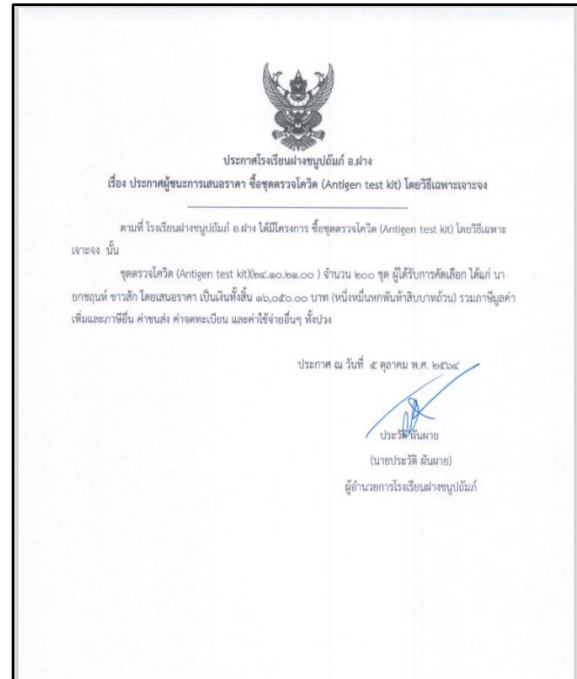 ประกาศโรงเรียนฝางชนูปถัมภ์ อ.ฝาง
เรื่อง ประกาศผู้ชนะการเสนอราคา ซื้อชุดตรวจโควิด (Antigen test kit) โดยวิธีเฉพาะเจาะจง
ตามที่ โรงเรียนฝางชนูปถัมภ์ อ.ฝาง ได้มีโครงการ ซื้อชุดตรวจโควิด (Antigen test kit) โดยวิธีเฉพาะ
เจาะจง นั้น
ชุดตรวจโควิด (Antigen test kit)(๒๔.๑๐.๒๑.๐๐ ) จำนวน ๒๐๐ ชุด ผู้ได้รับการคัดเลือก ได้แก่ นา
ยกชฤนห์ ขาวสัก โดยเสนอราคา เป็นเงินทั้งสิ้น ๑๖,๐๕๐.๐๐ บาท (หนึ่งหมื่นหกพันห้าสิบบาทถ้วน) รวมภาษีมูลค่า
เพิ่มและภาษีอื่น ค่าขนส่ง ค่าจดทะเบียน และค่าใช้จ่ายอื่นๆ ทั้งปวง
ประกาศ ณ วันที่ ๕ ตุลาคม พ.ศ. ๒๕๖๔
ประวัติ ผันผาย
(นายประวัติ ผันผาย)
ผู้อำนวยการโรงเรียนฝางชนูปถัมภ์